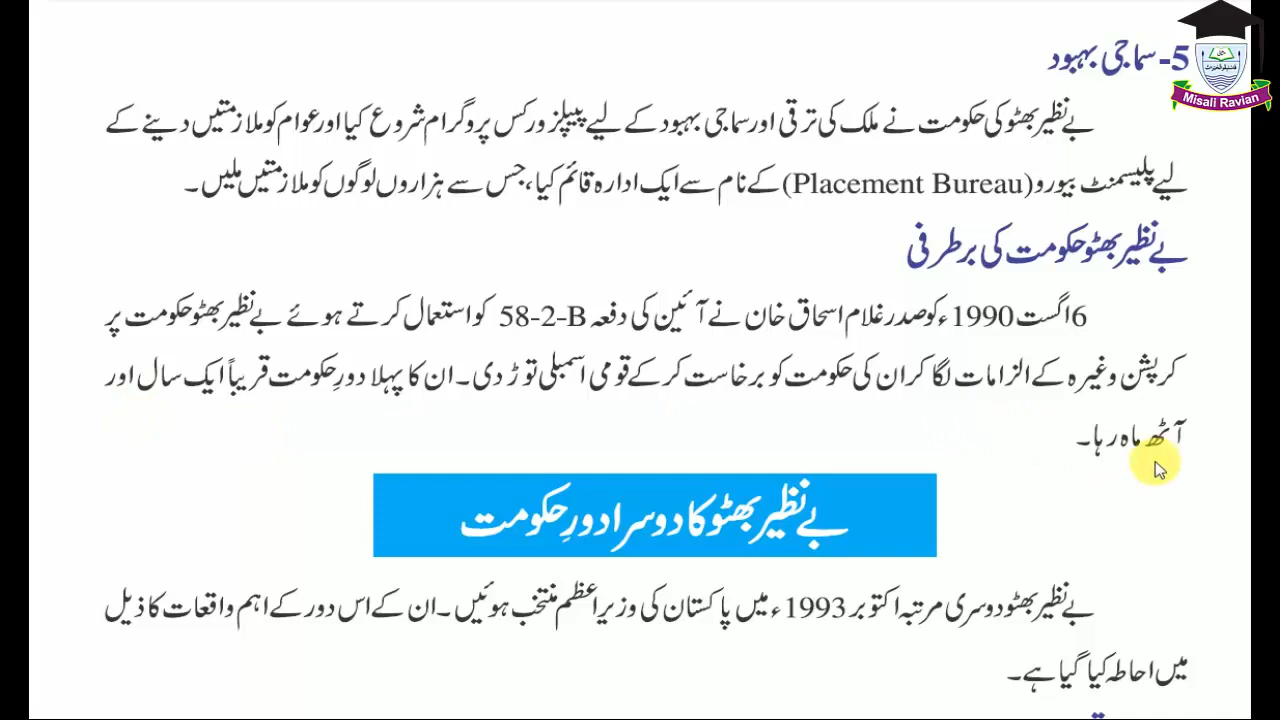 5- سماجی بہبود
Misali Ravian
بے نظیر بھٹو کی حکومت نے ملک کی ترقی اور سماجی بہبود کے لیے پیپلز ورکس پروگرام شروع کیا اور عوام کو ملازمتیں دینے کے
لیے پلیسمنٹ بیورو (Placement Bureau) کے نام سے ایک ادارہ قائم کیا، جس سے ہزاروں لوگوں کو ملازمتیں ملیں۔
بے نظیر بھٹو حکومت کی برطرفی
6 اگست 1990ء کو صدر غلام اسحاق خان نے آئین کی دفعہ 58-2-B کو استعمال کرتے ہوئے بے نظیر بھٹو حکومت پر
کرپشن وغیرہ کے الزامات لگا کر ان کی حکومت کو برخاست کرکے قومی اسمبلی توڑ دی۔ ان کا پہلا دورِ حکومت قریباً ایک سال اور
آٹھ ماہ رہا۔
بے نظیر بھٹو کا دوسرا دورِ حکومت
بے نظیر بھٹو دوسری مرتبہ اکتوبر 1993ء میں پاکستان کی وزیراعظم منتخب ہوئیں۔ ان کے اس دور کے اہم واقعات کا ذیل
میں احاطہ کیا گیا ہے۔